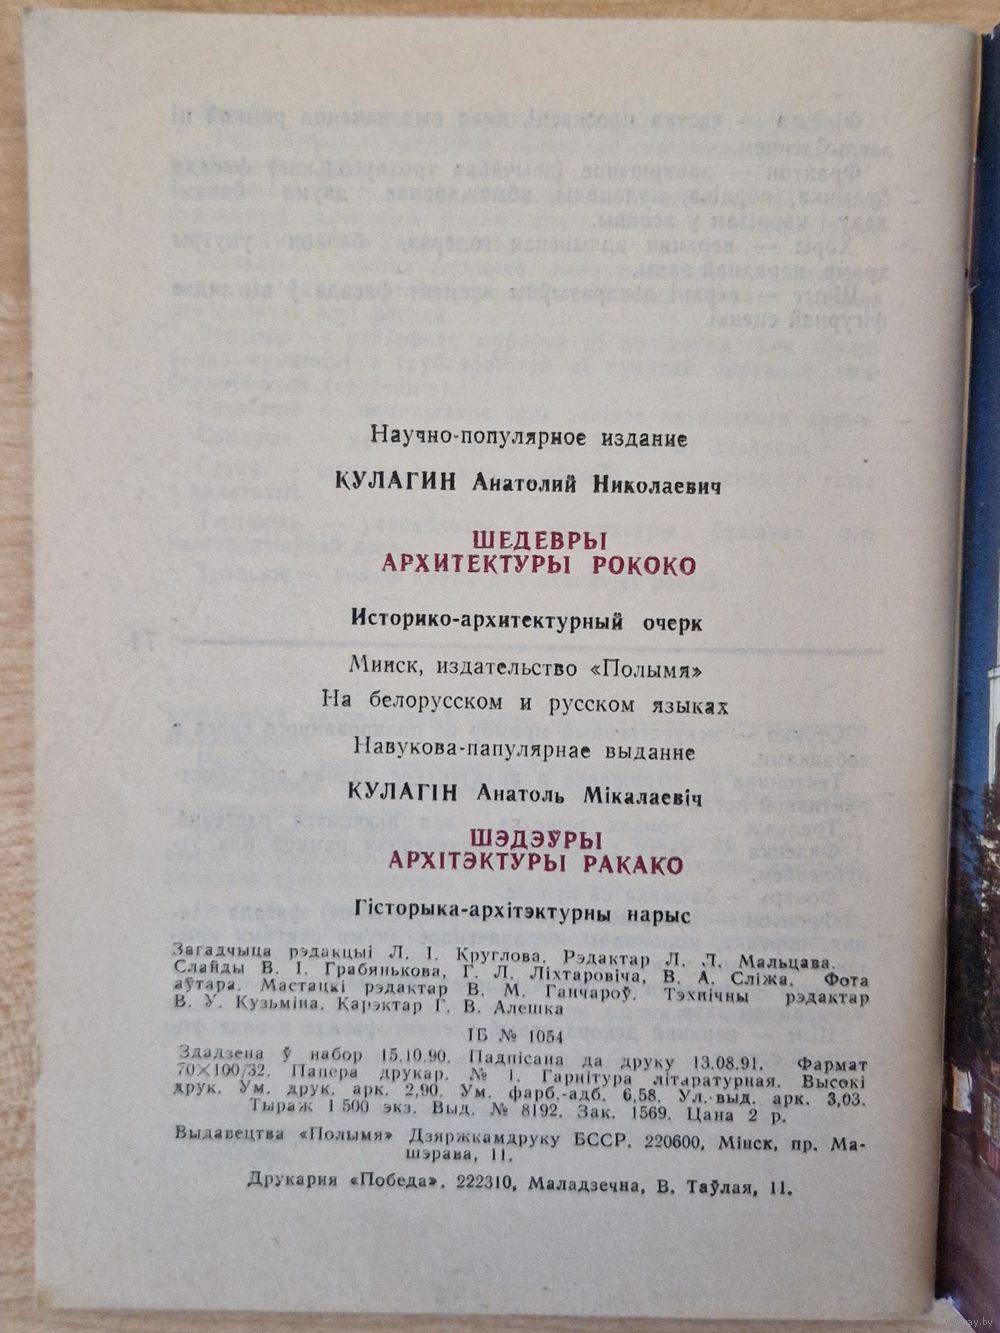 Научно-популярное издание
КУЛАГИН Анатолий Николаевич
ШЕДЕВРЫ
АРХИТЕКТУРЫ РОКОКО
Историко-архитектурный очерк
Минск, издательство «Полымя»
На белорусском и русском языках
Навукова-папулярнае выданне
КУЛАГІН Анатоль Мікалаевіч
ШЭДЭЎРЫ
АРХІТЭКТУРЫ РАКАКО
Гісторыка-архітэктурны нарыс
Загадчыца рэдакцыі Л. І. Круглова. Рэдактар Л. Л. Мальцава.
Слайды В. І. Грабянькова, Г. Л. Ліхтаровіча, В. А. Сліжа. Фота
аўтара. Мастацкі рэдактар В. М. Ганчароў. Тэхнічны рэдактар
В. У. Кузьміна. Карэктар Г. В. Алешка
ІБ № 1054
Здадзена ў набор 15.10.90. Падпісана да друку 13.08.91. Фармат
70×100/32. Папера друкар. № 1. Гарнітура літаратурная. Высокі
друк. Ум. друк. арк. 2,90. Ум. фарб.-адб. 6,58. Ул.-выд. арк. 3,03.
Тыраж 1 500 экз. Выд. № 8192. Зак. 1569. Цана 2 р.
Выдавецтва «Полымя» Дзяржкамдруку БССР. 220600, Мінск, пр. Ма-
шэрава, 11.
Друкария «Победа». 222310, Маладзечна, В. Таўлая, 11.